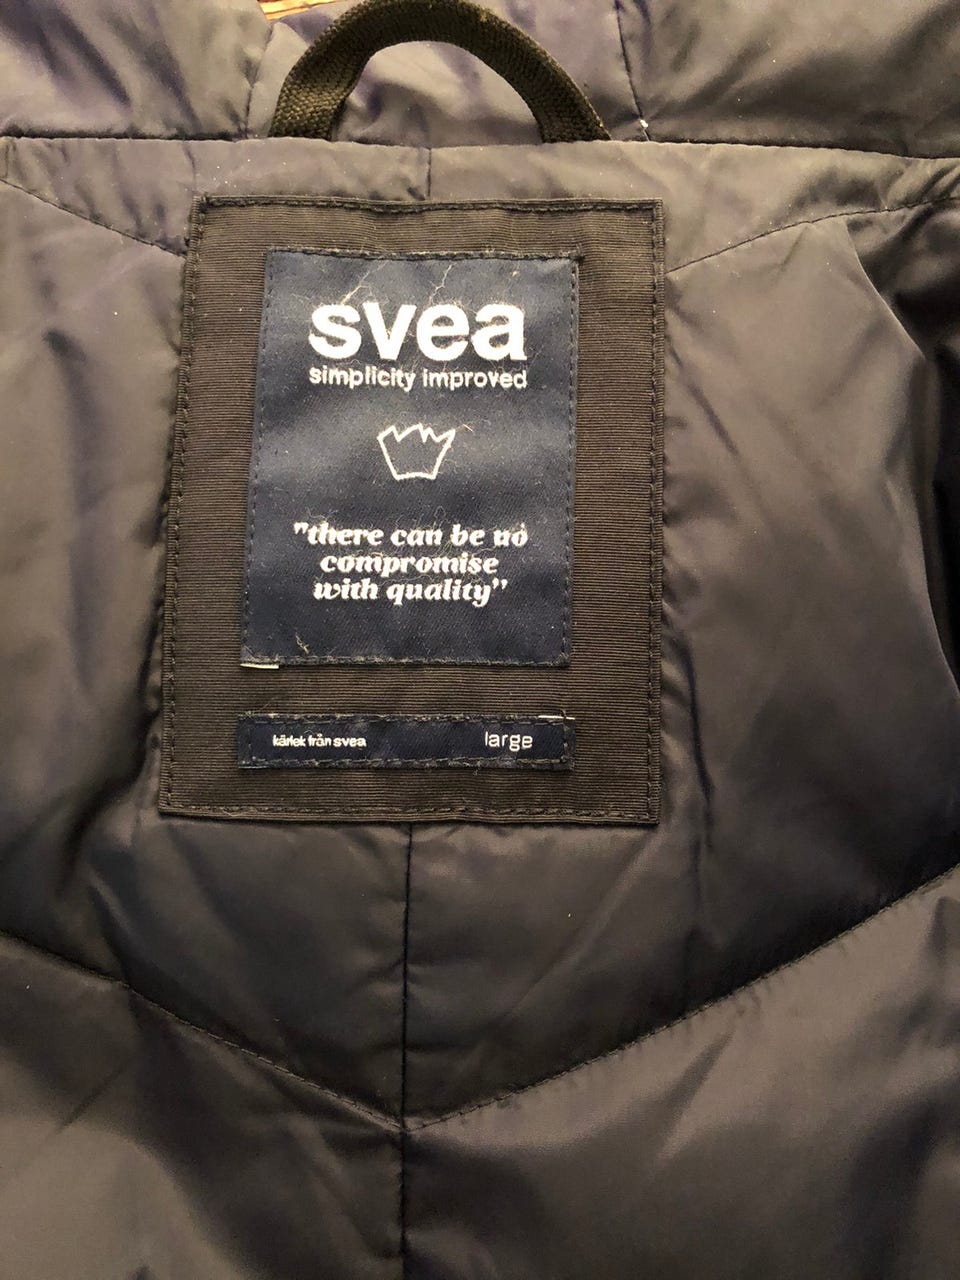 svea
simplicity improved
"there can be no
compromise
with quality"
kärlek från svea
large